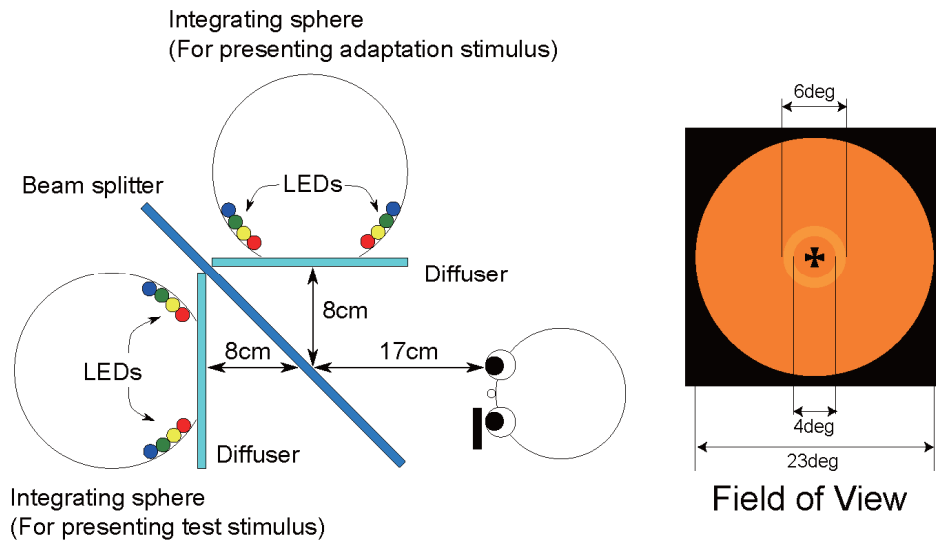 Integrating sphere
(For presenting adaptation stimulus)
LEDs
Beam splitter
Diffuser
8cm
8cm
17cm
LEDs
Diffuser
Integrating sphere
(For presenting test stimulus)
6deg
4deg
23deg
Field of View